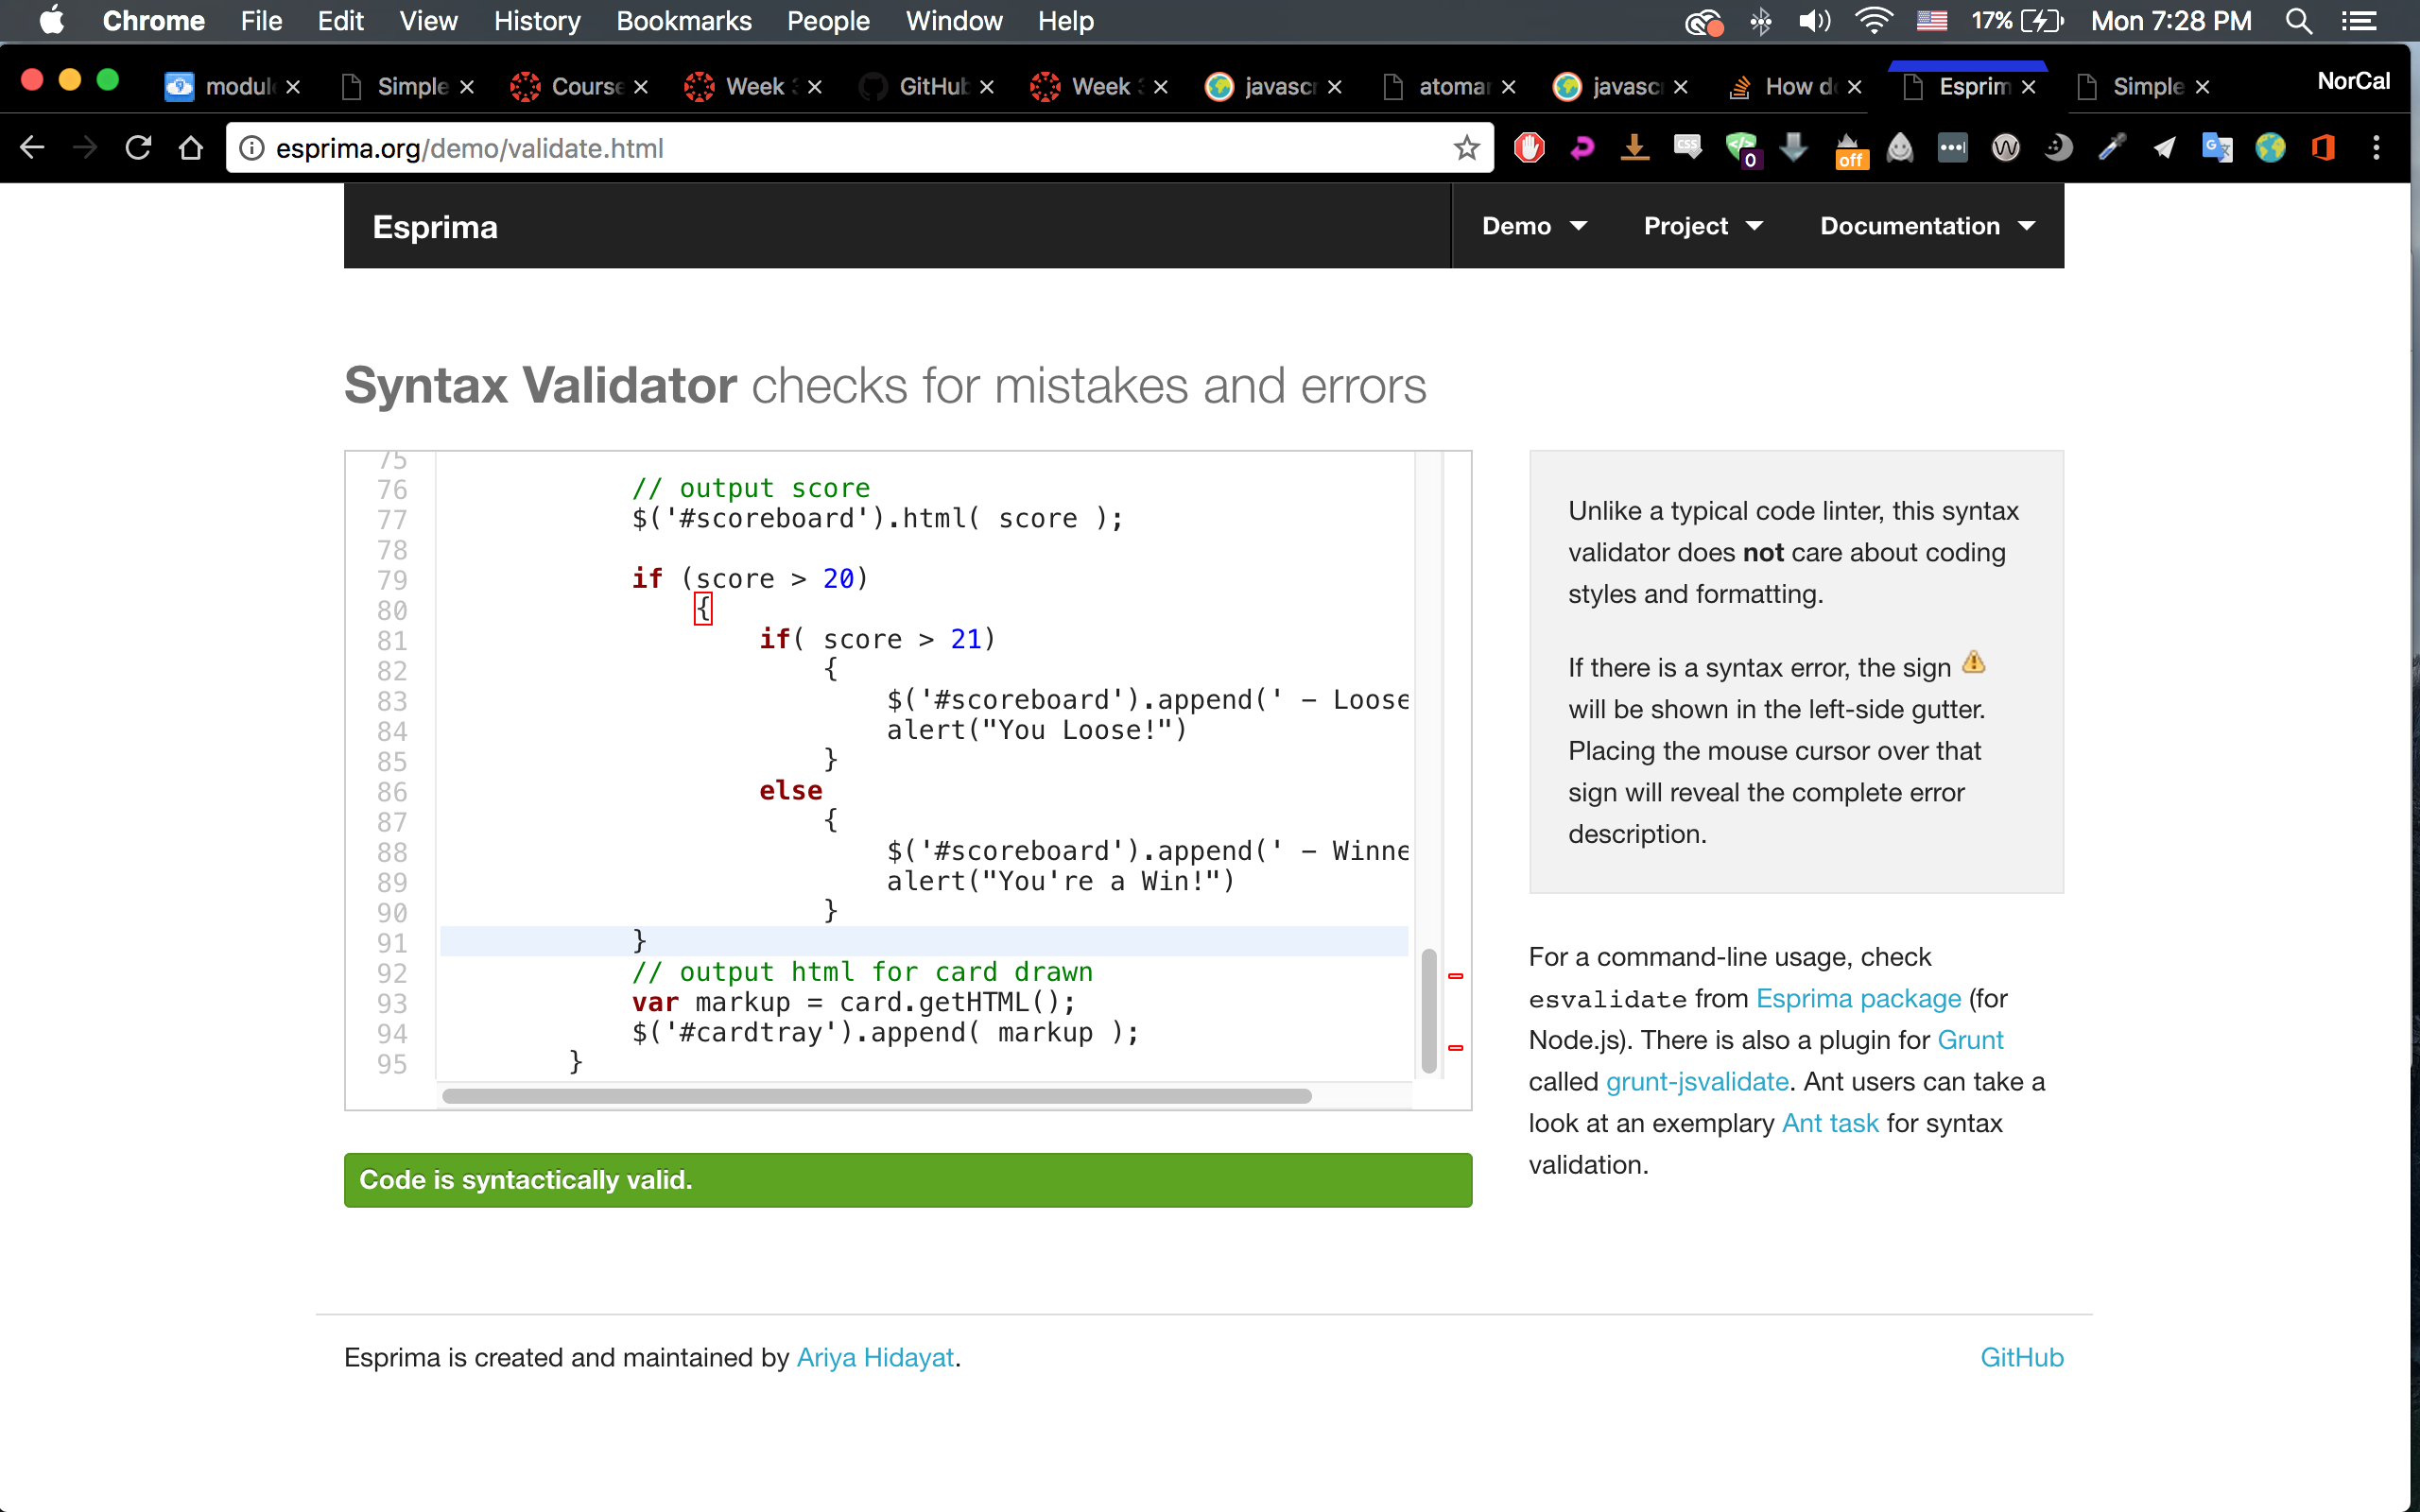 Chrome File Edit View History Bookmarks People Window Help 17% Mon 7:28 PM
modul Simple Course Week GitHub Week javascr atomar javascr How d Esprim Simple NorCal
esprima.org/demo/validate.html
CSS 0 off
Esprima Demo Project Documentation
Syntax Validator checks for mistakes and errors
75
76 // output score
77 $('#scoreboard').html( score );
78
79 if (score > 20)
80 {
81 if( score > 21)
82 {
83 $('#scoreboard').append(' - Loose
84 alert("You Loose!")
85 }
86 else
87 {
88 $('#scoreboard').append(' - Winne
89 alert("You're a Win!")
90 }
91 }
92 // output html for card drawn
93 var markup = card.getHTML();
94 $('#cardtray').append( markup );
95 }
Code is syntactically valid.
Unlike a typical code linter, this syntax
validator does not care about coding
styles and formatting.
If there is a syntax error, the sign
will be shown in the left-side gutter.
Placing the mouse cursor over that
sign will reveal the complete error
description.
For a command-line usage, check
esvalidate from Esprima package (for
Node.js). There is also a plugin for Grunt
called grunt-jsvalidate. Ant users can take a
look at an exemplary Ant task for syntax
validation.
Esprima is created and maintained by Ariya Hidayat.
GitHub